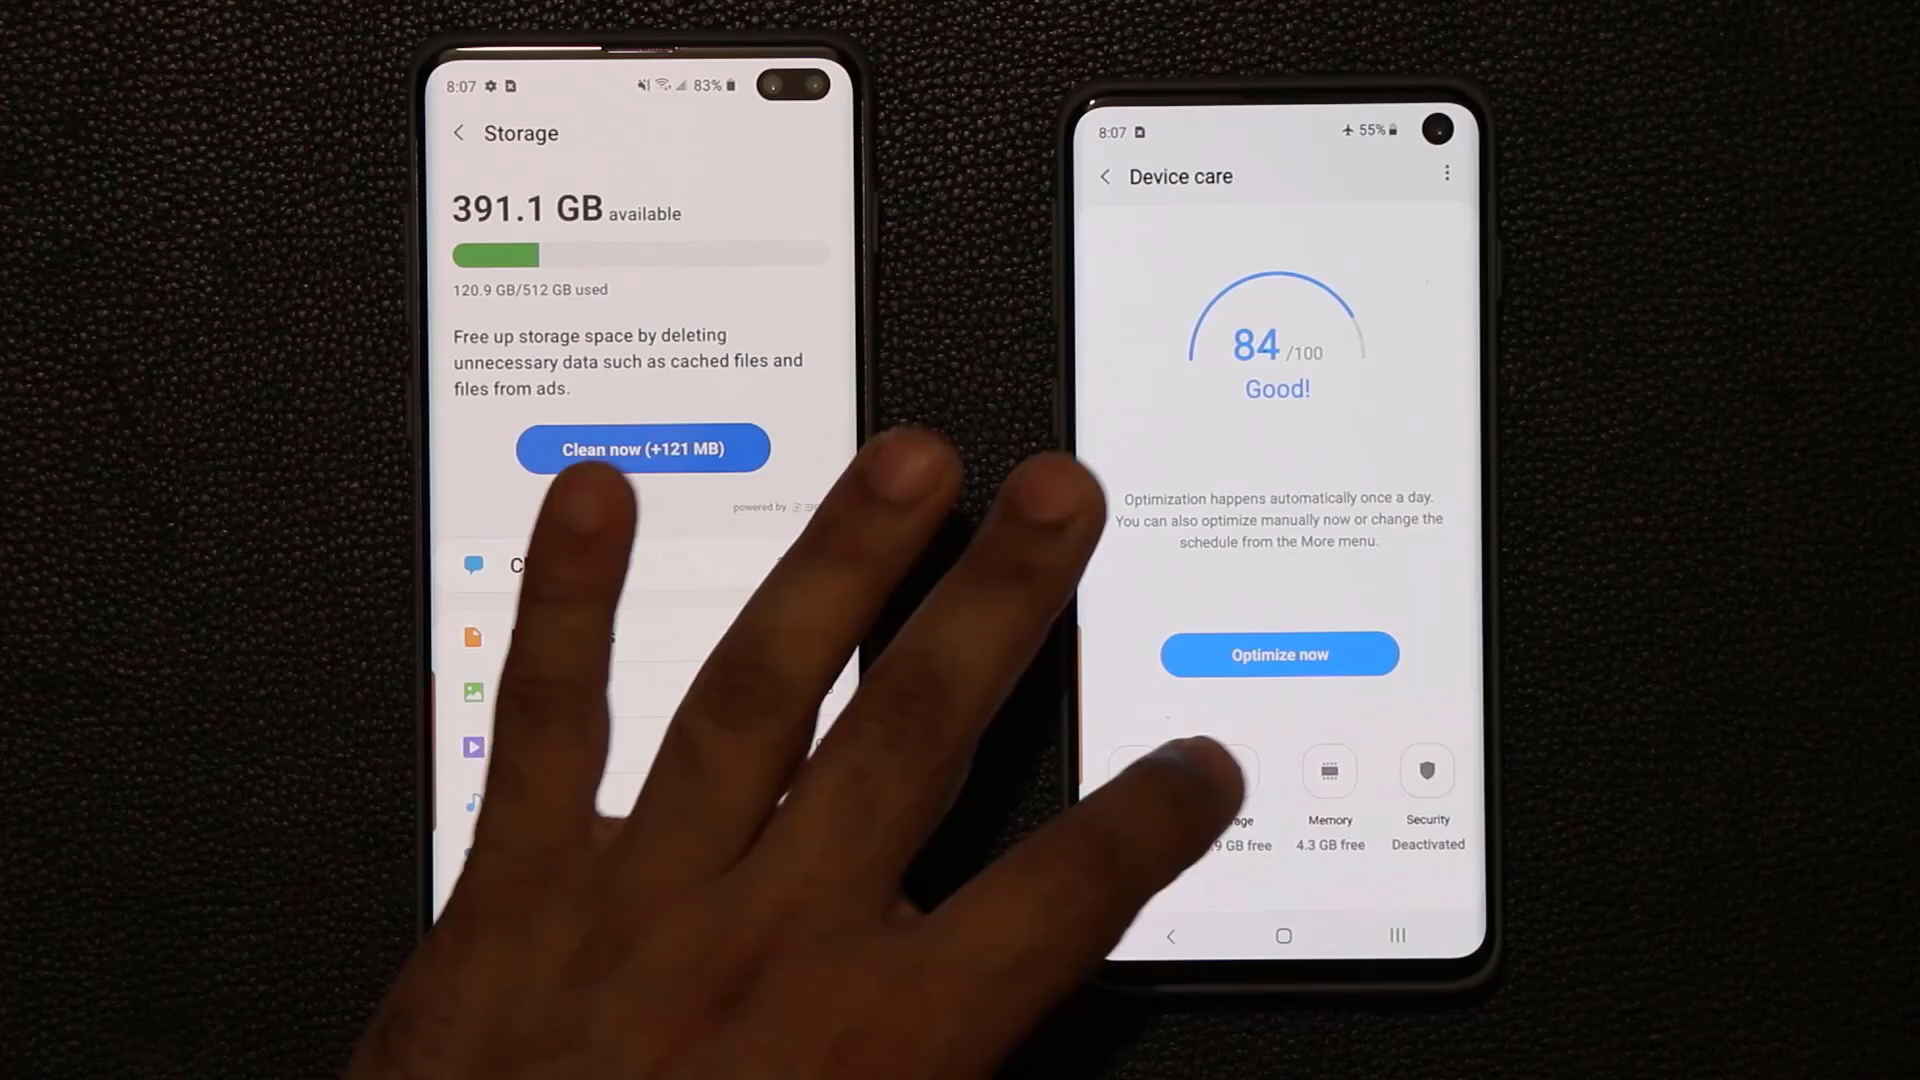 8:07
83%
Storage
391.1 GB available
120.9 GB/512 GB used
Free up storage space by deleting
unnecessary data such as cached files and
files from ads.
Clean now (+121 MB)
powered by
8:07
55%
Device care
84 /100
Good!
Optimization happens automatically once a day.
You can also optimize manually now or change the
schedule from the More menu.
Optimize now
Memory
4.3 GB free
Security
Deactivated
GB free